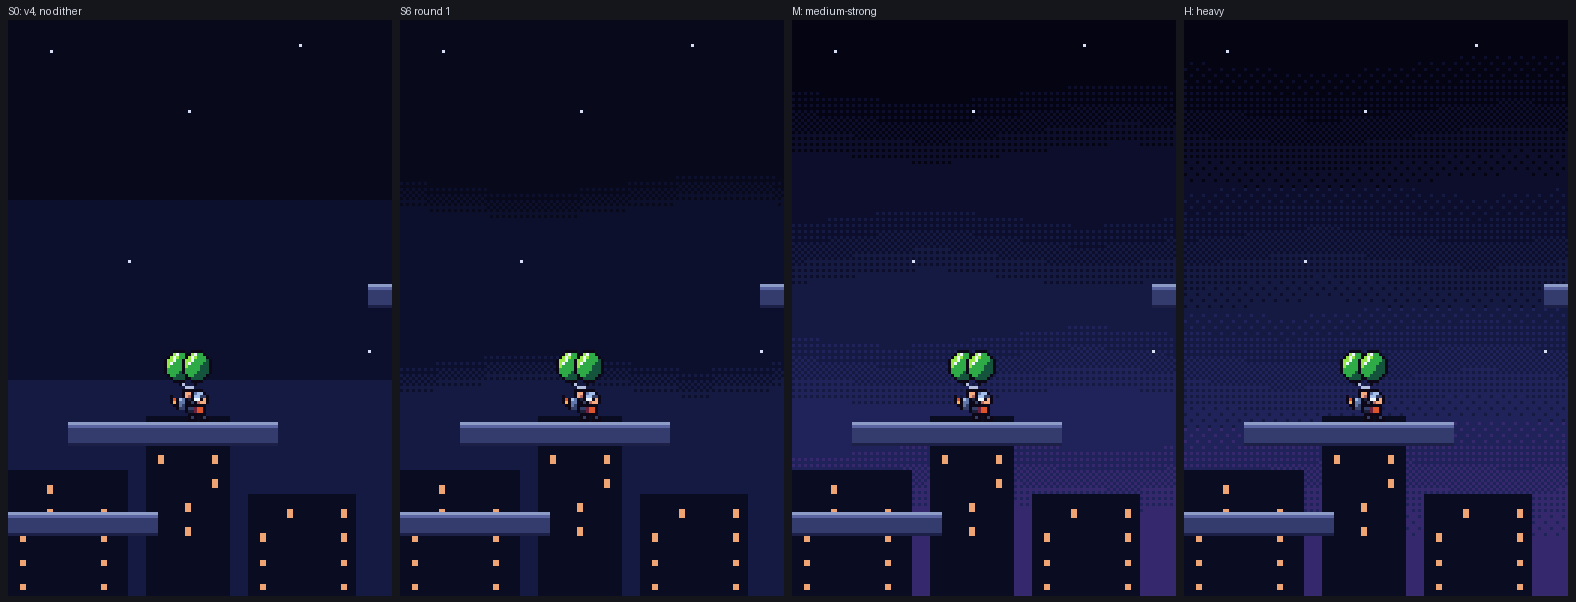 S0: v4, no dither
S6 round 1
M: medium-strong
H: heavy